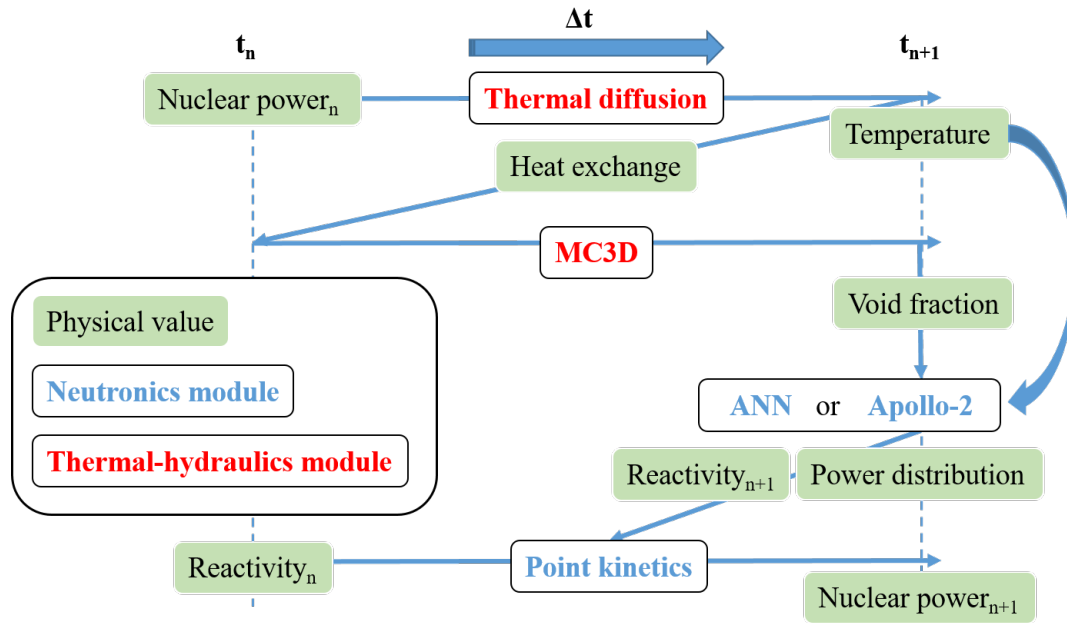 Δt
tₙ
tₙ₊₁
Nuclear powerₙ
Thermal diffusion
Temperature
Heat exchange
MC3D
Physical value
Void fraction
Neutronics module
ANN or Apollo-2
Thermal-hydraulics module
Reactivityₙ₊₁
Power distribution
Reactivityₙ
Point kinetics
Nuclear powerₙ₊₁